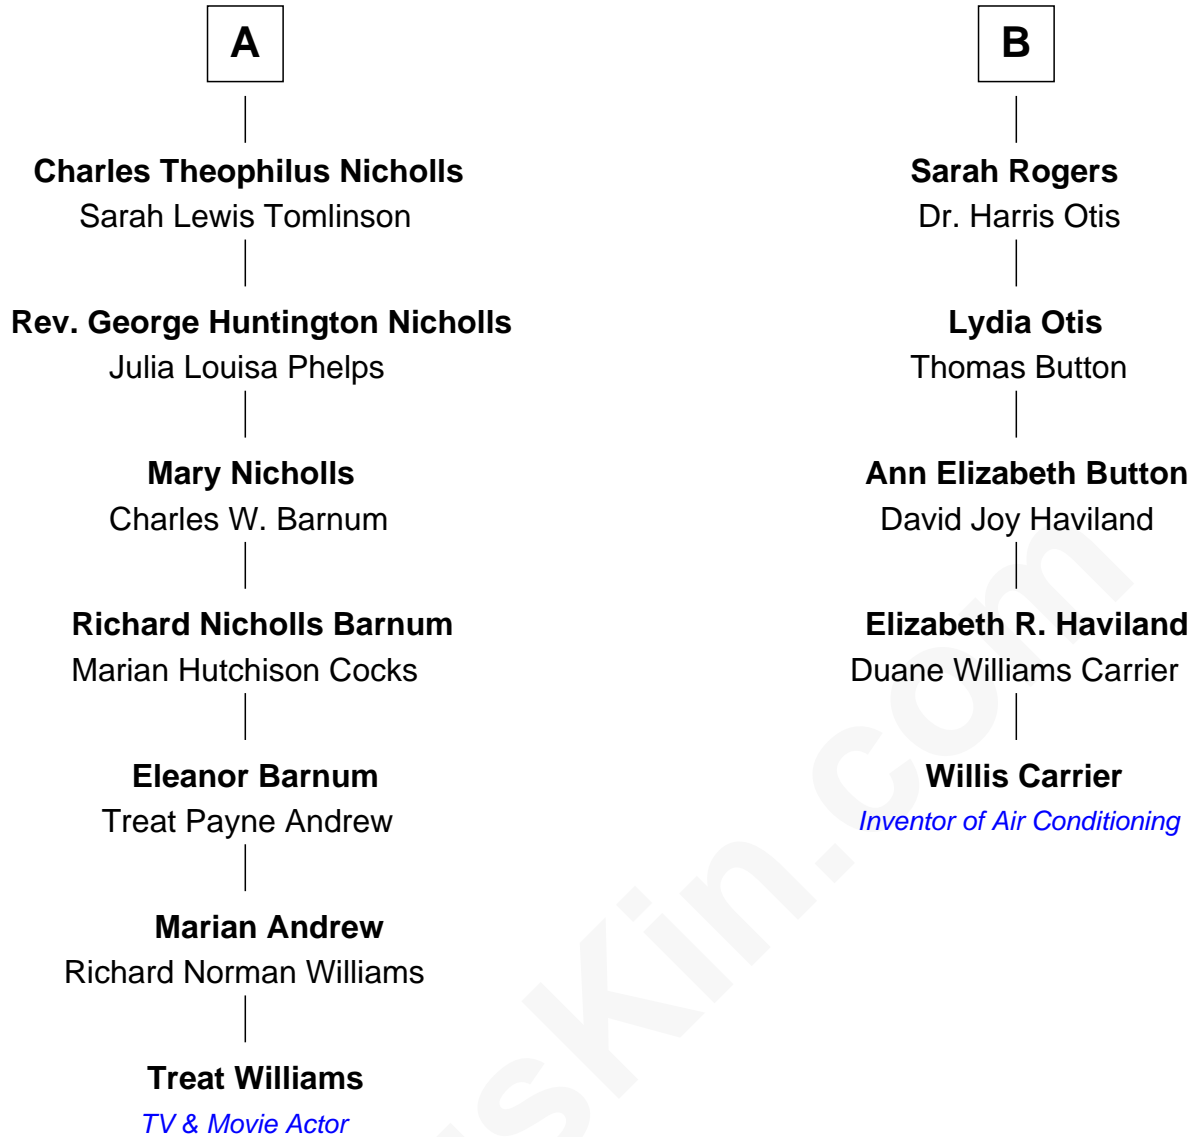 A
Charles Theophilus Nicholls
Sarah Lewis Tomlinson
Rev. George Huntington Nicholls
Julia Louisa Phelps
Mary Nicholls
Charles W. Barnum
Richard Nicholls Barnum
Marian Hutchison Cocks
Eleanor Barnum
Treat Payne Andrew
Marian Andrew
Richard Norman Williams
Treat Williams
TV & Movie Actor
B
Sarah Rogers
Dr. Harris Otis
Lydia Otis
Thomas Button
Ann Elizabeth Button
David Joy Haviland
Elizabeth R. Haviland
Duane Williams Carrier
Willis Carrier
Inventor of Air Conditioning